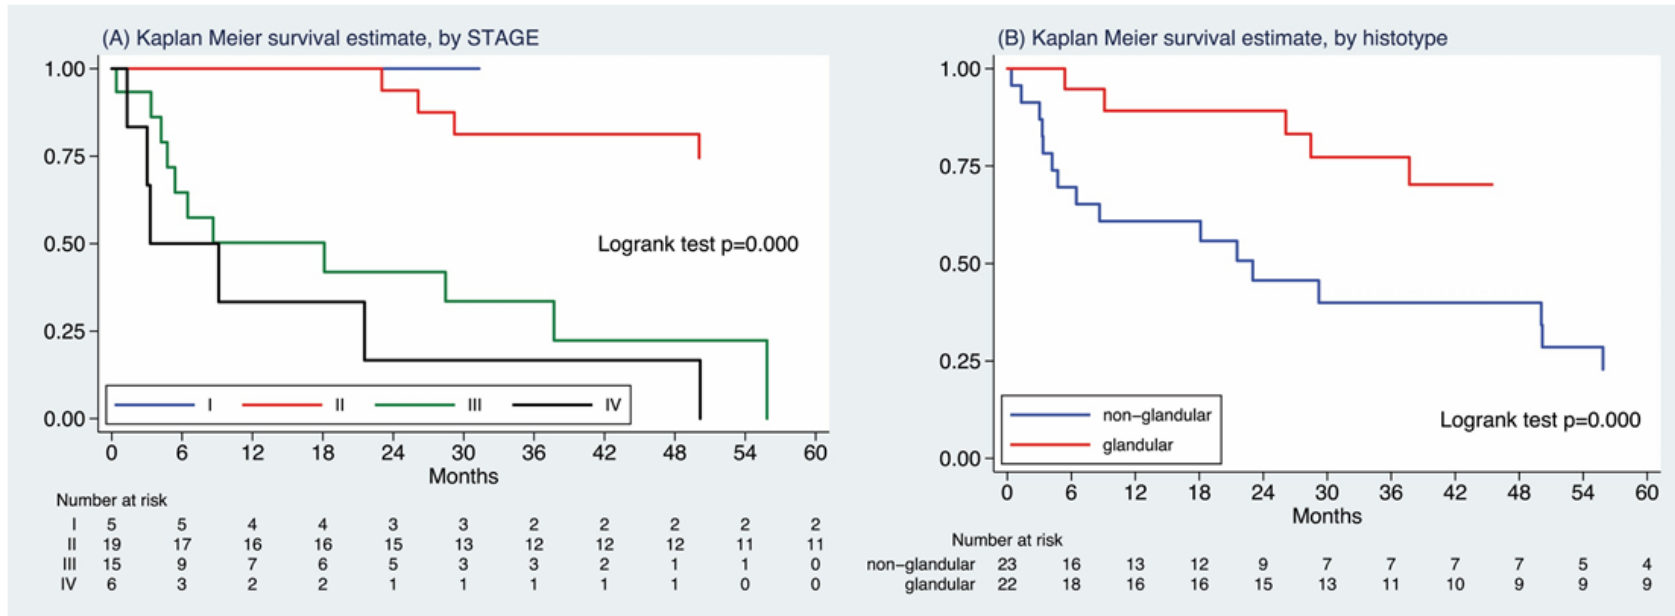 (A) Kaplan Meier survival estimate, by STAGE
1.00
0.75
0.50
0.25
0.00
Logrank test p=0.000
I II III IV
0 6 12 18 24 30 36 42 48 54 60
Months
Number at risk
I 5 5 4 4 3 3 2 2 2 2 2
II 19 17 16 16 15 13 12 12 12 11 11
III 15 9 7 6 5 3 3 2 1 1 0
IV 6 3 2 2 1 1 1 1 1 0 0
(B) Kaplan Meier survival estimate, by histotype
1.00
0.75
0.50
0.25
0.00
non-glandular
glandular
Logrank test p=0.000
0 6 12 18 24 30 36 42 48 54 60
Months
Number at risk
non-glandular 23 16 13 12 9 7 7 7 7 5 4
glandular 22 18 16 16 15 13 11 10 9 9 9